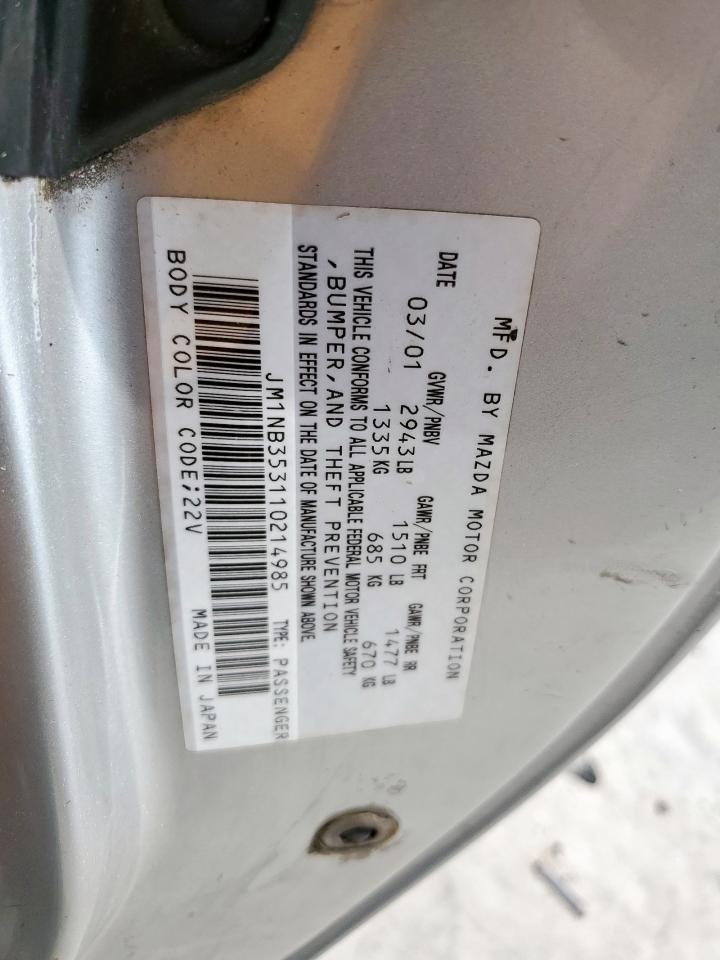 MFD. BY MAZDA MOTOR CORPORATION
DATE GVWR/PNBV GAWR/PNBE FRT GAWR/PNBE RR
03/01 2943LB 1510 LB 1477 LB
1335KG 685 KG 670 KG
THIS VEHICLE CONFORMS TO ALL APPLICABLE FEDERAL MOTOR VEHICLE SAFETY
, BUMPER, AND THEFT PREVENTION
STANDARDS IN EFFECT ON THE DATE OF MANUFACTURE SHOWN ABOVE.
JM1NB353110214985 TYPE: PASSENGER
BODY COLOR CODE;22V MADE IN JAPAN